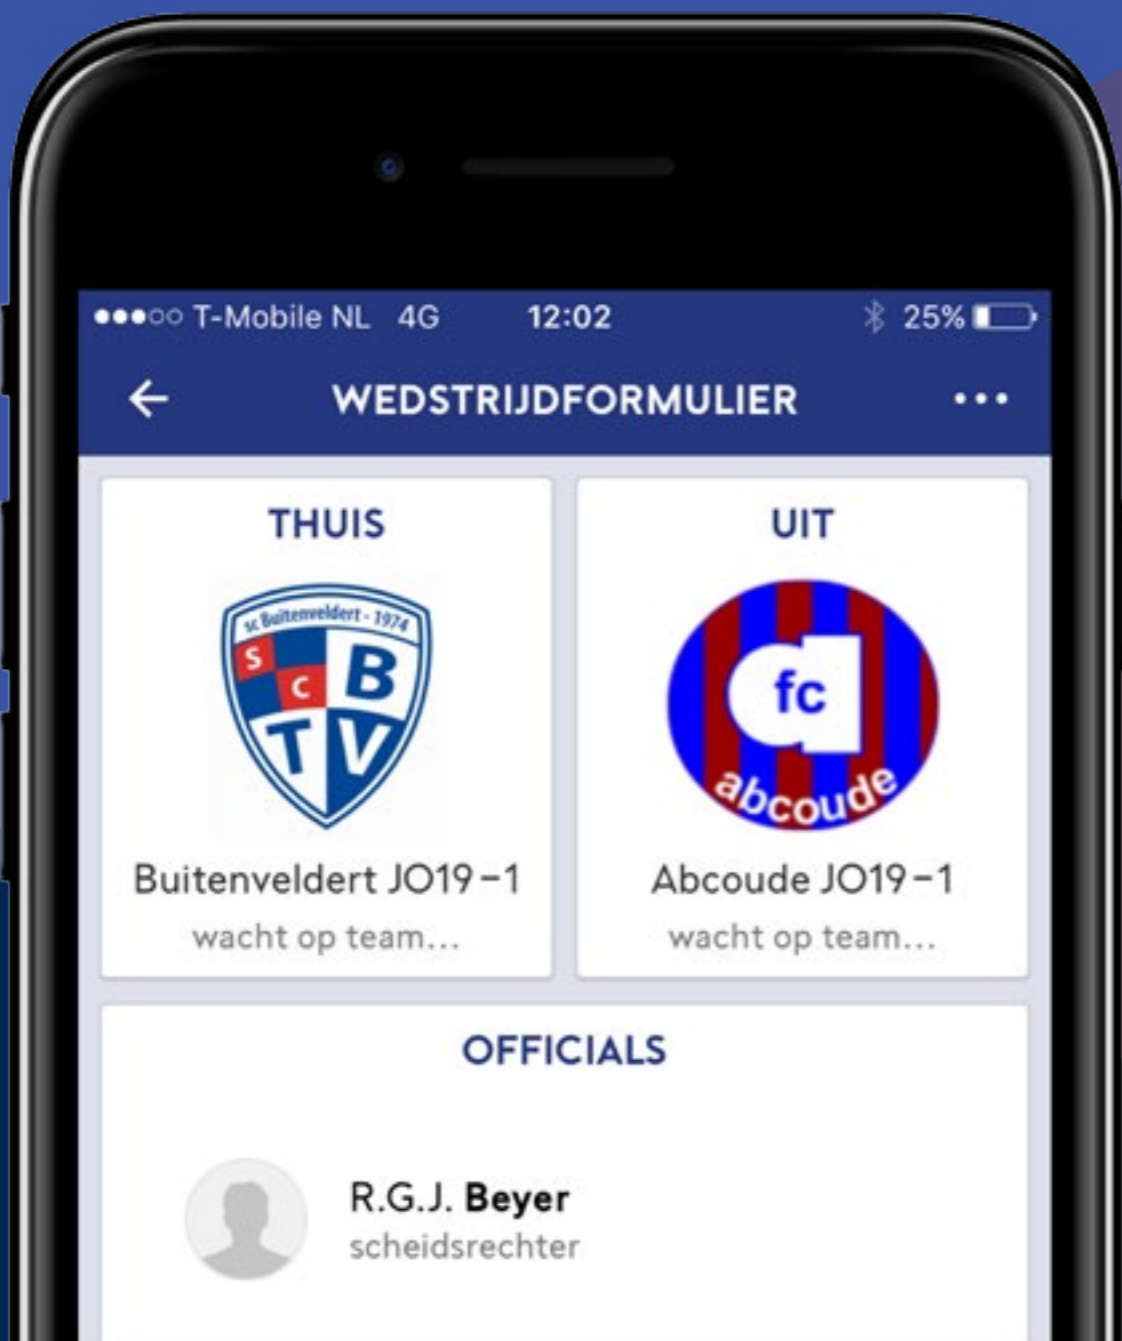 T-Mobile NL 4G 12:02 25%
WEDSTRIJDFORMULIER
THUIS
sc Buitenveldert - 1974
S
C
B
T V
Buitenveldert JO19-1
wacht op team...
UIT
fc
a
abcoude
Abcoude JO19-1
wacht op team...
OFFICIALS
R.G.J. Beyer
scheidsrechter